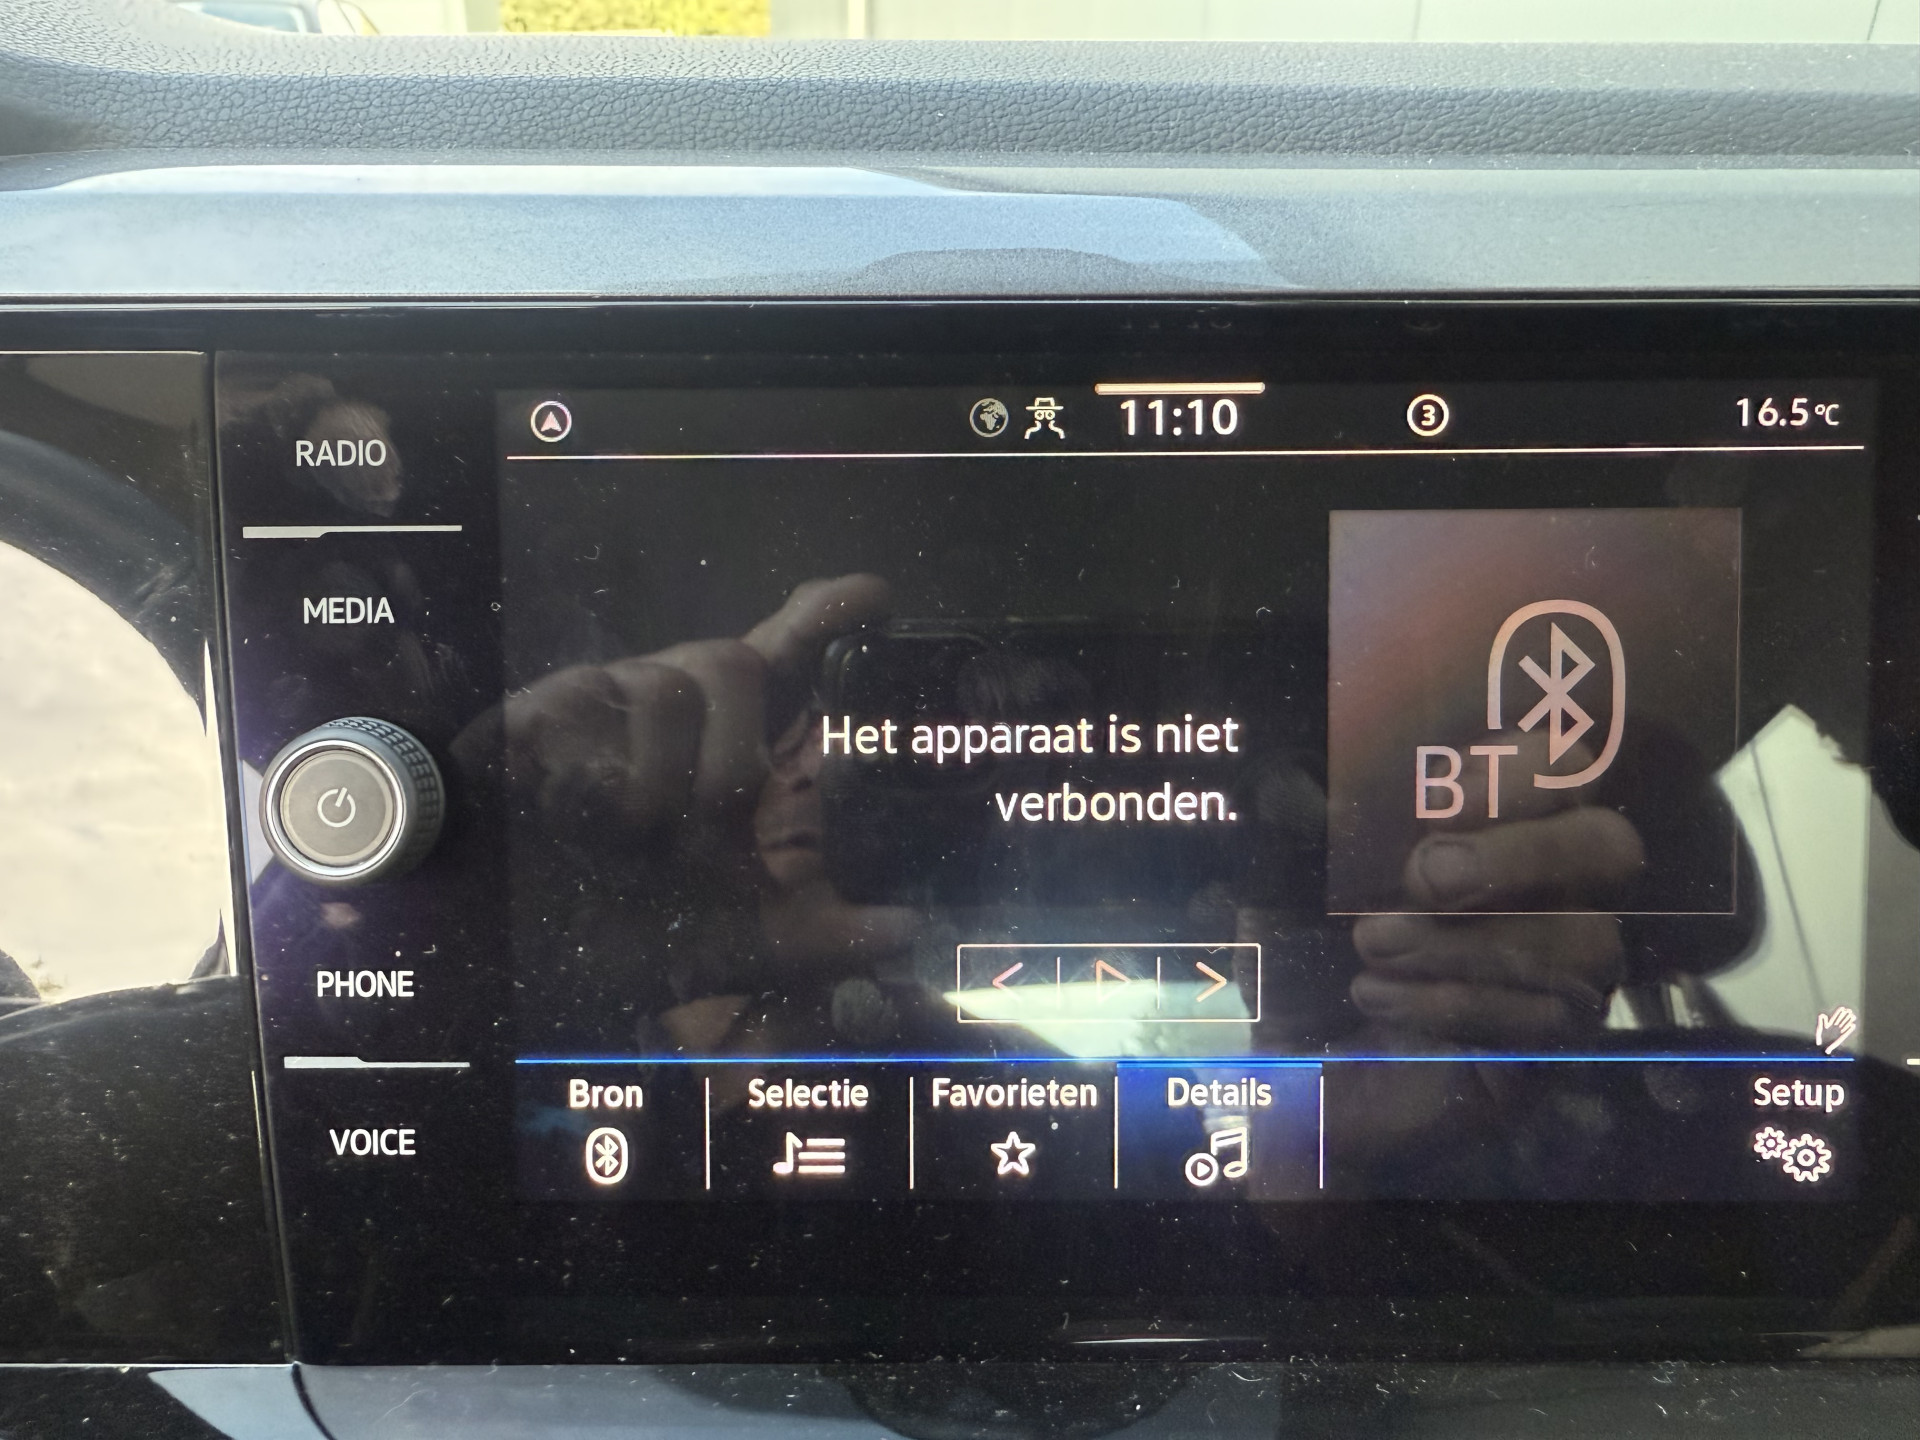 11:10
3
16.5°C
RADIO
MEDIA
Het apparaat is niet
verbonden.
BT
PHONE
VOICE
Bron
Selectie
Favorieten
Details
Setup